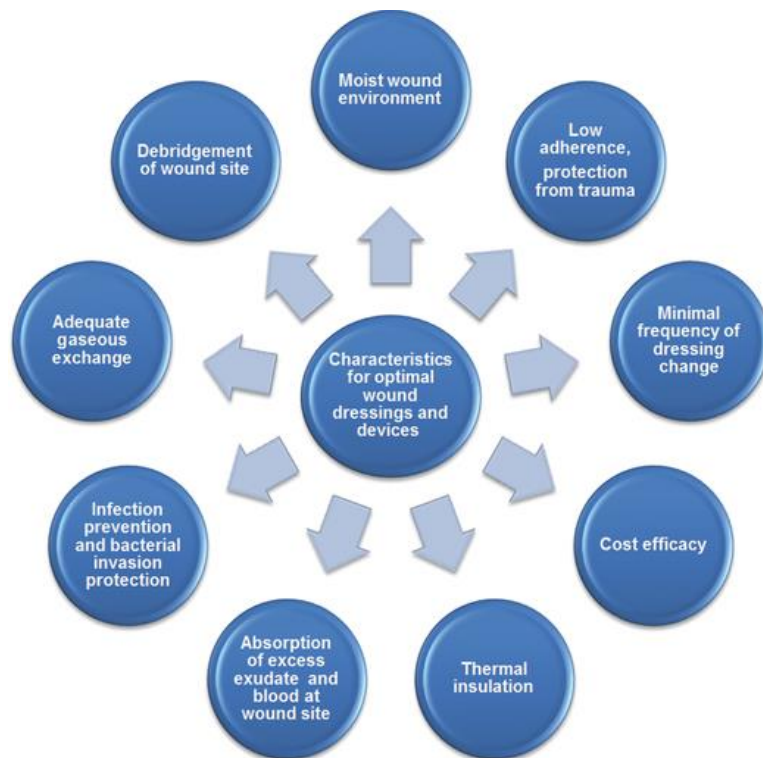 Moist wound
environment
Low
adherence,
protection
from trauma
Minimal
frequency of
dressing
change
Cost efficacy
Thermal
insulation
Absorption
of excess
exudate and
blood at
wound site
Infection
prevention
and bacterial
invasion
protection
Adequate
gaseous
exchange
Debridgement
of wound site
Characteristics
for optimal
wound
dressings and
devices